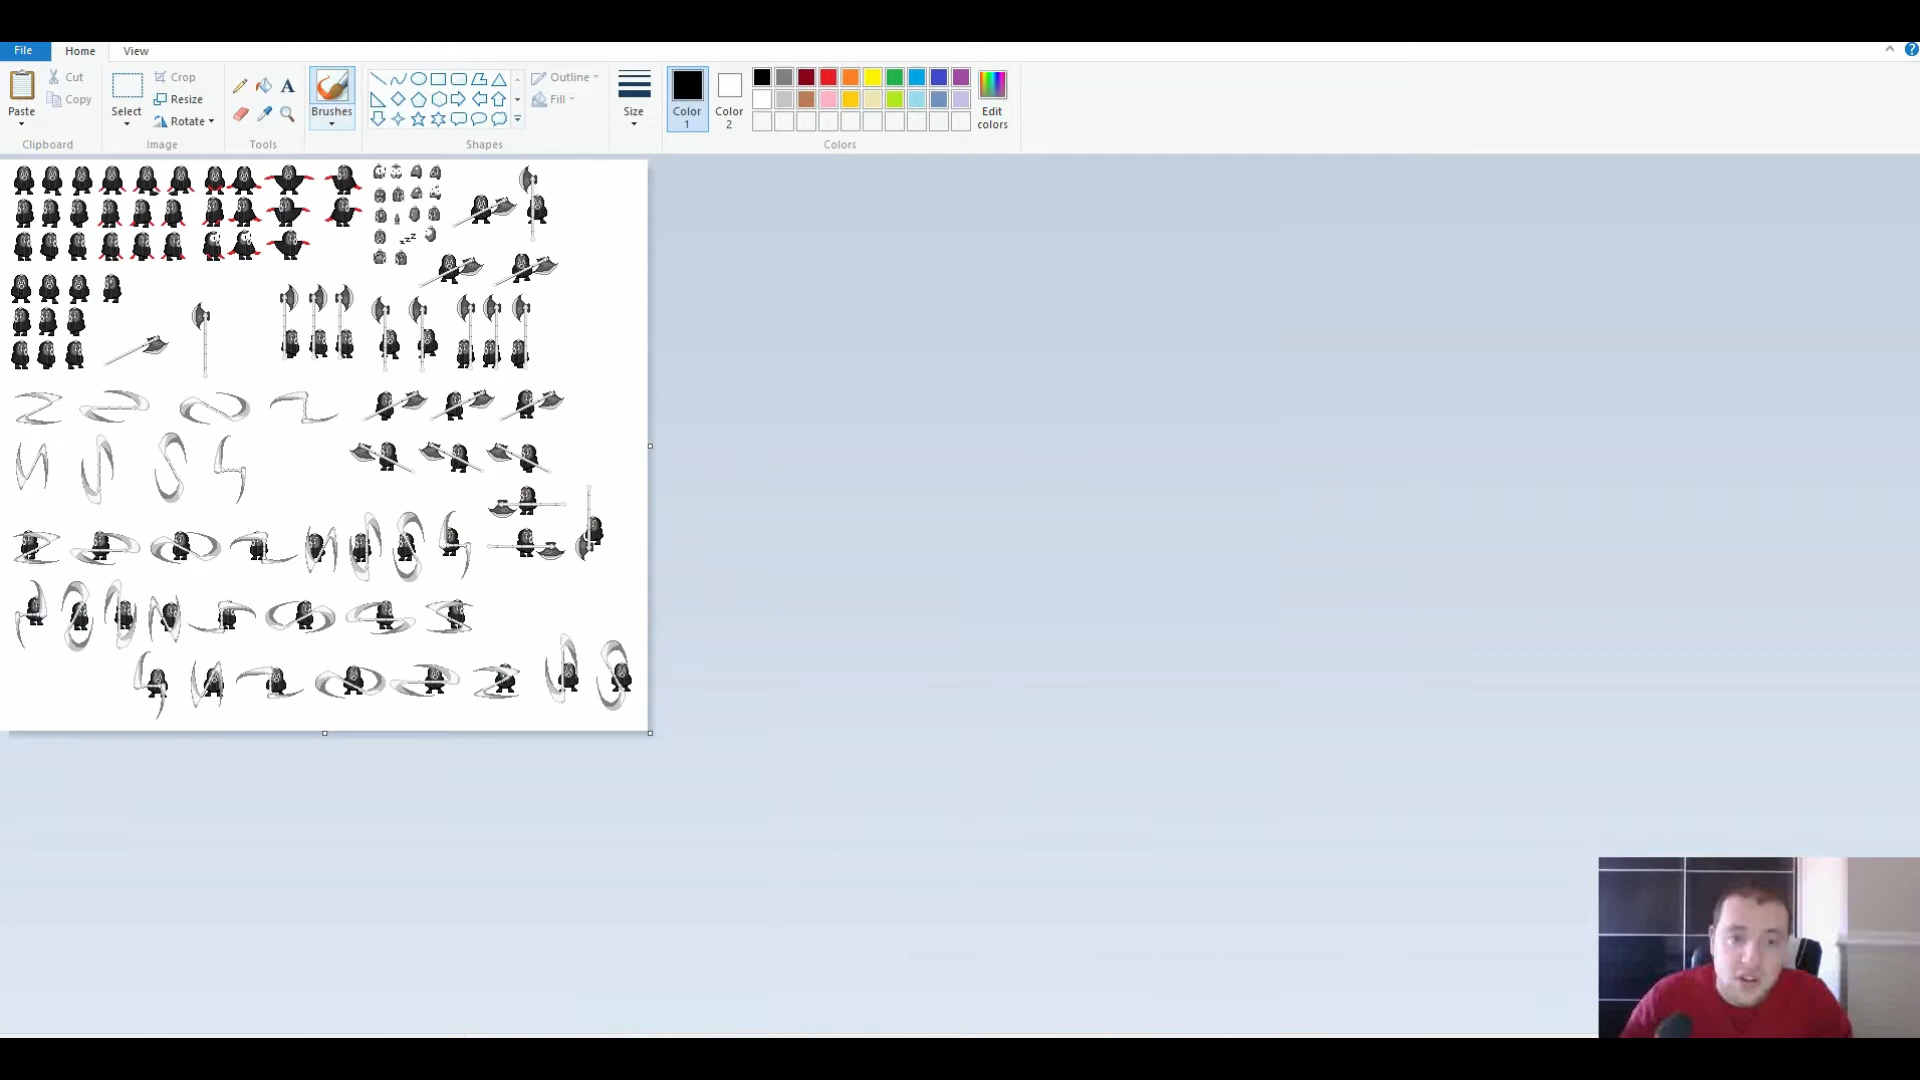 File Home View
Cut
Copy
Paste
Clipboard
Select
Crop
Resize
Rotate
Image
A
Tools
Brushes
Shapes
Outline
Fill
Size
Color
1
Color
2
Edit
colors
Colors
?
zZZ